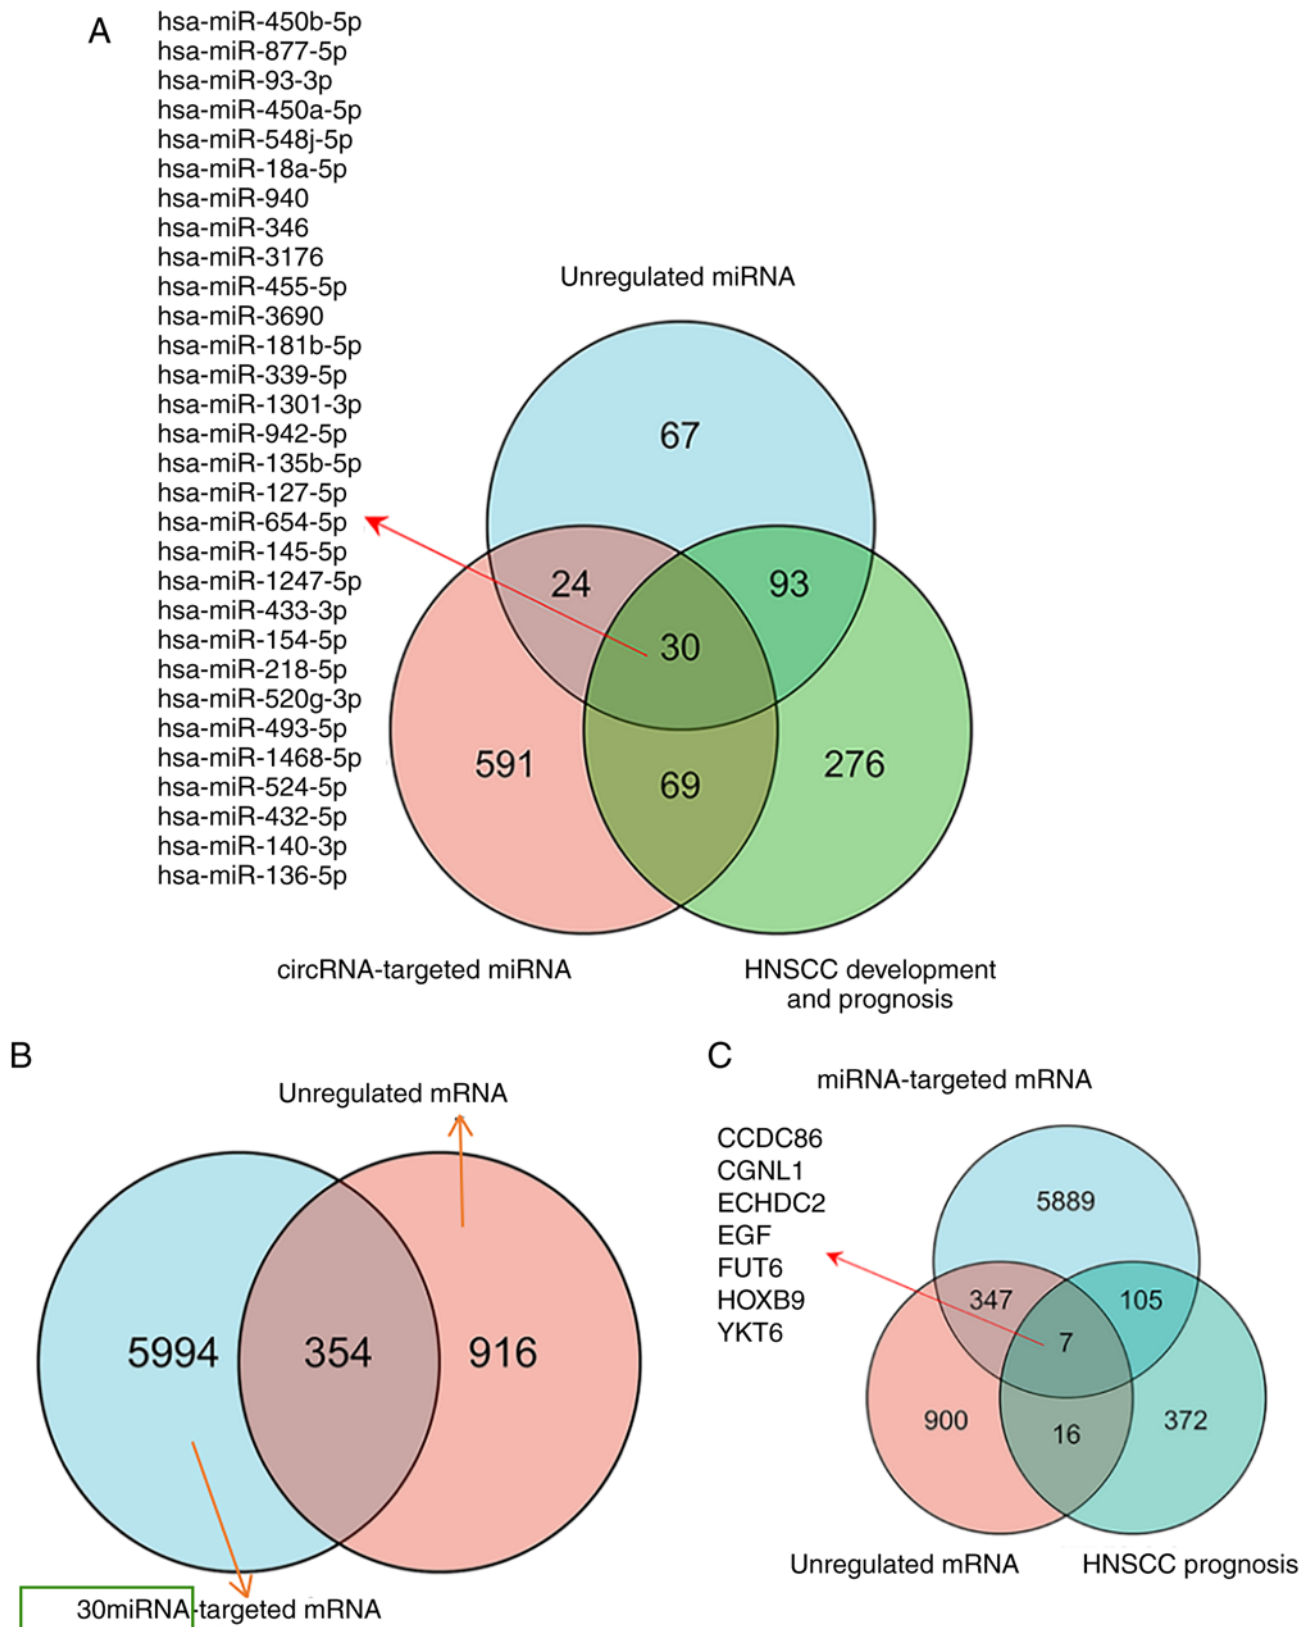 A
hsa-miR-450b-5p
hsa-miR-877-5p
hsa-miR-93-3p
hsa-miR-450a-5p
hsa-miR-548j-5p
hsa-miR-18a-5p
hsa-miR-940
hsa-miR-346
hsa-miR-3176
hsa-miR-455-5p
hsa-miR-3690
hsa-miR-181b-5p
hsa-miR-339-5p
hsa-miR-1301-3p
hsa-miR-942-5p
hsa-miR-135b-5p
hsa-miR-127-5p
hsa-miR-654-5p
hsa-miR-145-5p
hsa-miR-1247-5p
hsa-miR-433-3p
hsa-miR-154-5p
hsa-miR-218-5p
hsa-miR-520g-3p
hsa-miR-493-5p
hsa-miR-1468-5p
hsa-miR-524-5p
hsa-miR-432-5p
hsa-miR-140-3p
hsa-miR-136-5p
Unregulated miRNA
67
24
93
30
591
69
276
circRNA-targeted miRNA
HNSCC development
and prognosis
B
Unregulated mRNA
5994
354
916
30miRNA-targeted mRNA
C
miRNA-targeted mRNA
CCDC86
CGNL1
ECHDC2
EGF
FUT6
HOXB9
YKT6
5889
347
105
7
900
16
372
Unregulated mRNA
HNSCC prognosis